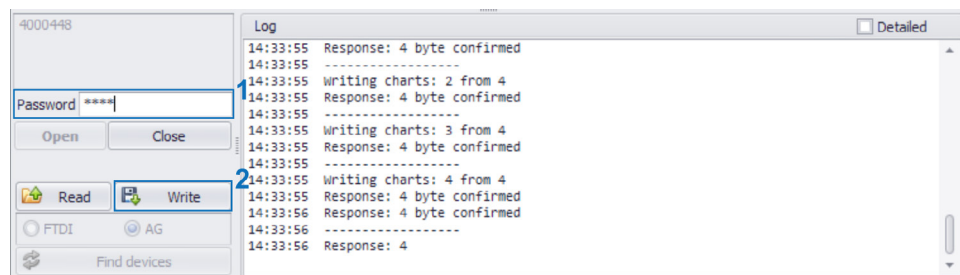 4000448
Password ****
1
Open Close
2
Read Write
FTDI AG
Find devices
Log Detailed
14:33:55 Response: 4 byte confirmed
14:33:55 -------------------
14:33:55 Writing charts: 2 from 4
14:33:55 Response: 4 byte confirmed
14:33:55 -------------------
14:33:55 Writing charts: 3 from 4
14:33:55 Response: 4 byte confirmed
14:33:55 -------------------
14:33:55 Writing charts: 4 from 4
14:33:55 Response: 4 byte confirmed
14:33:56 Response: 4 byte confirmed
14:33:56 -------------------
14:33:56 Response: 4